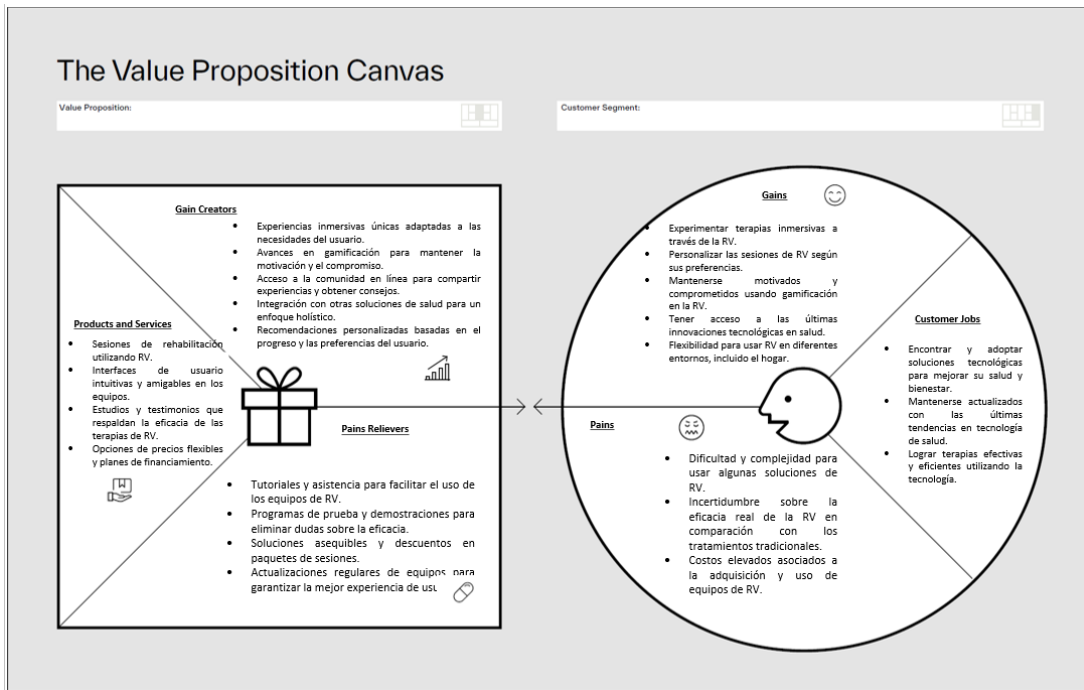 The Value Proposition Canvas
Value Proposition:
Customer Segment:
Gain Creators
• Experiencias inmersivas únicas adaptadas a las
necesidades del usuario.
• Avances en gamificación para mantener la
motivación y el compromiso.
• Acceso a la comunidad en línea para compartir
experiencias y obtener consejos.
• Integración con otras soluciones de salud para un
enfoque holístico.
• Recomendaciones personalizadas basadas en el
progreso y las preferencias del usuario.
Products and Services
• Sesiones de rehabilitación
utilizando RV.
• Interfaces de usuario
intuitivas y amigables en los
equipos.
• Estudios y testimonios que
respaldan la eficacia de las
terapias de RV.
• Opciones de precios flexibles
y planes de financiamiento.
Pains Relievers
• Tutoriales y asistencia para facilitar el uso de
los equipos de RV.
• Programas de prueba y demostraciones para
eliminar dudas sobre la eficacia.
• Soluciones asequibles y descuentos en
paquetes de sesiones.
• Actualizaciones regulares de equipos para
garantizar la mejor experiencia de
Gains
• Experimentar terapias inmersivas a
través de la RV.
• Personalizar las sesiones de RV según
sus preferencias.
• Mantenerse motivados y
comprometidos usando gamificación
en la RV.
• Tener acceso a las últimas
innovaciones tecnológicas en salud.
• Flexibilidad para usar RV en diferentes
entornos, incluido el hogar.
Customer Jobs
• Encontrar y adoptar
soluciones tecnológicas
para mejorar su salud y
bienestar.
• Mantenerse actualizados
con las últimas
tendencias en tecnología
de salud.
• Lograr terapias efectivas
y eficientes utilizando la
tecnología.
Pains
• Dificultad y complejidad para
usar algunas soluciones de
RV.
• Incertidumbre sobre la
eficacia real de la RV en
comparación con los
tratamientos tradicionales.
• Costos elevados asociados a
la adquisición y uso de
equipos de RV.